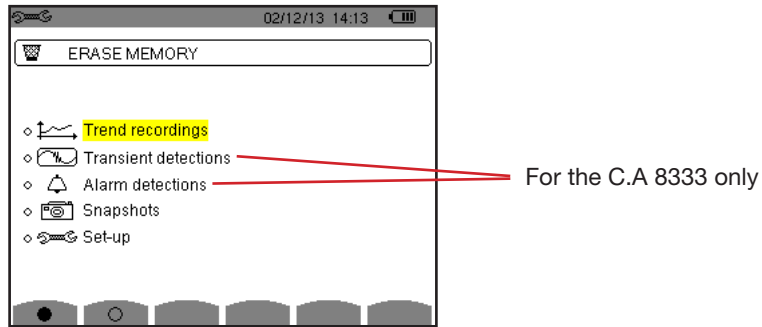 02/12/13 14:13
ERASE MEMORY
Trend recordings
Transient detections
Alarm detections
Snapshots
Set-up
For the C.A 8333 only